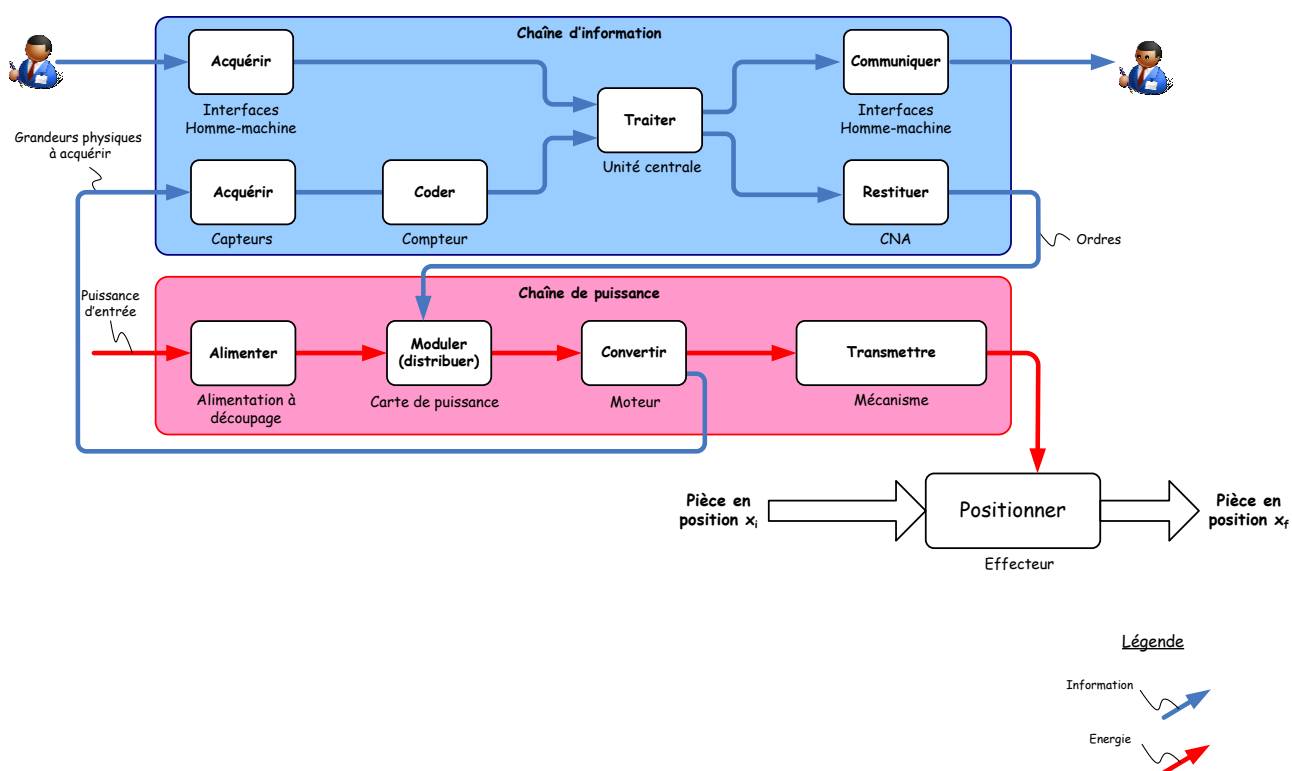 Chaîne d'information
Acquérir
Interfaces
Homme-machine
Traiter
Unité centrale
Communiquer
Interfaces
Homme-machine
Grandeurs physiques
à acquérir
Acquérir
Capteurs
Coder
Compteur
Restituer
CNA
Ordres
Chaîne de puissance
Puissance
d'entrée
Alimenter
Alimentation à
découpage
Moduler
(distribuer)
Carte de puissance
Convertir
Moteur
Transmettre
Mécanisme
Pièce en
position xi
Positionner
Effecteur
Pièce en
position xf
Légende
Information
Energie